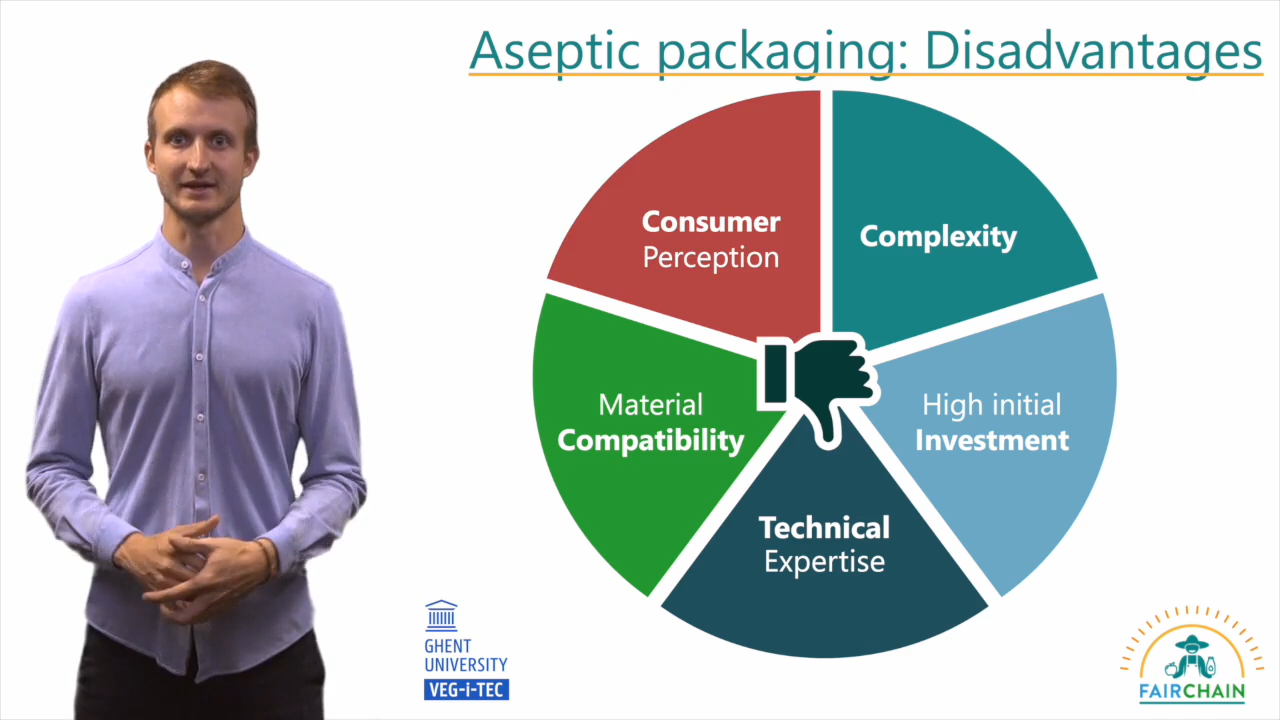 Aseptic packaging: Disadvantages
Consumer
Perception
Complexity
Material
Compatibility
High initial
Investment
Technical
Expertise
GHENT
UNIVERSITY
VEG-i-TEC
FAIRCHAIN